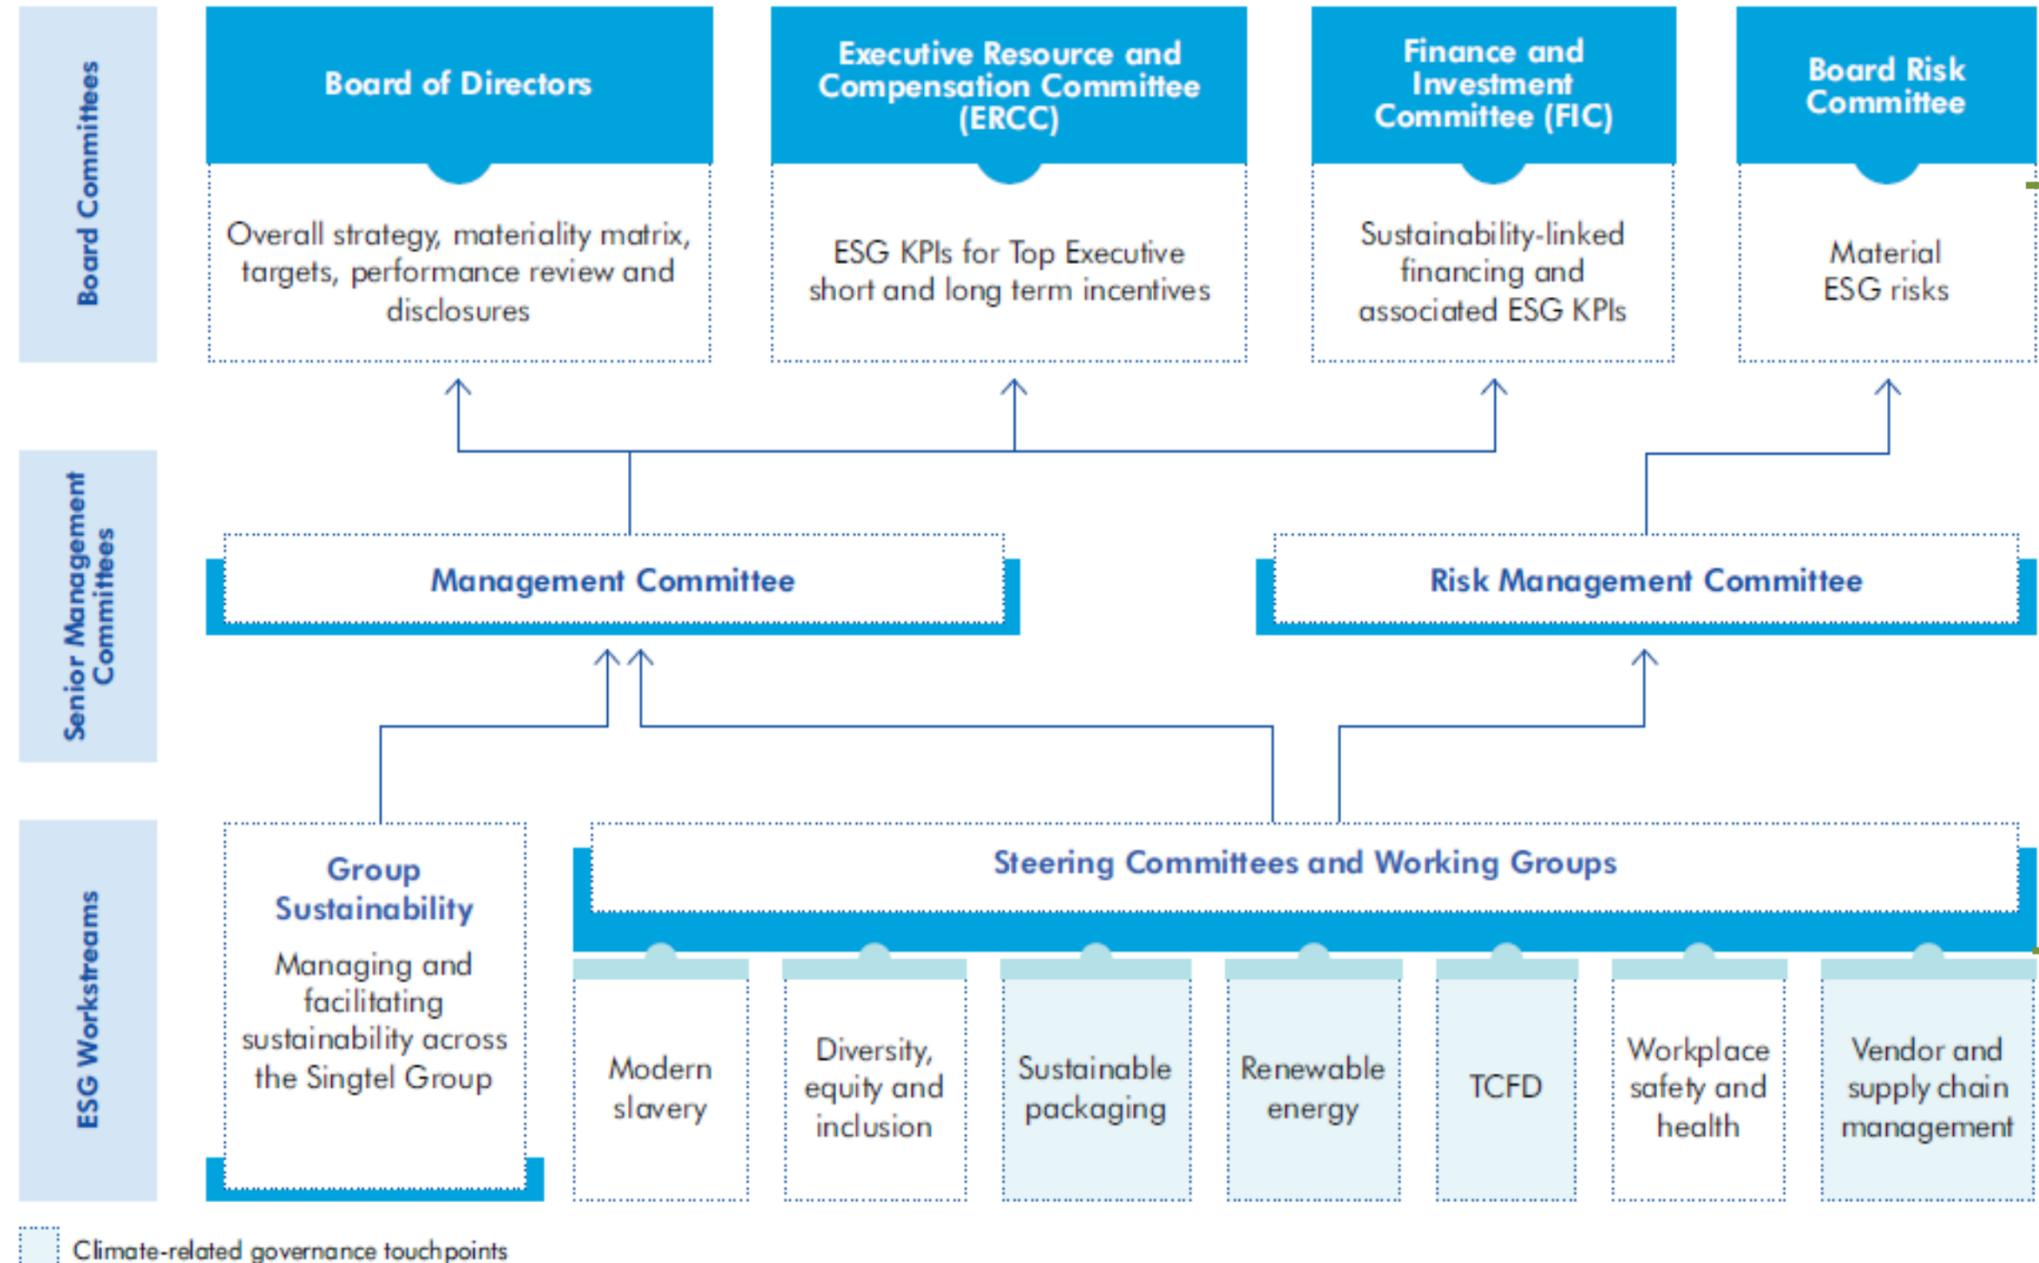 Board Committees
Board of Directors
Overall strategy, materiality matrix,
targets, performance review and
disclosures
Executive Resource and
Compensation Committee
(ERCC)
ESG KPIs for Top Executive
short and long term incentives
Finance and
Investment
Committee (FIC)
Sustainability-linked
financing and
associated ESG KPIs
Board Risk
Committee
Material
ESG risks
Senior Management
Committees
Management Committee
Risk Management Committee
ESG Workstreams
Group
Sustainability
Managing and
facilitating
sustainability across
the Singtel Group
Steering Committees and Working Groups
Modern
slavery
Diversity,
equity and
inclusion
Sustainable
packaging
Renewable
energy
TCFD
Workplace
safety and
health
Vendor and
supply chain
management
Climate-related governance touchpoints